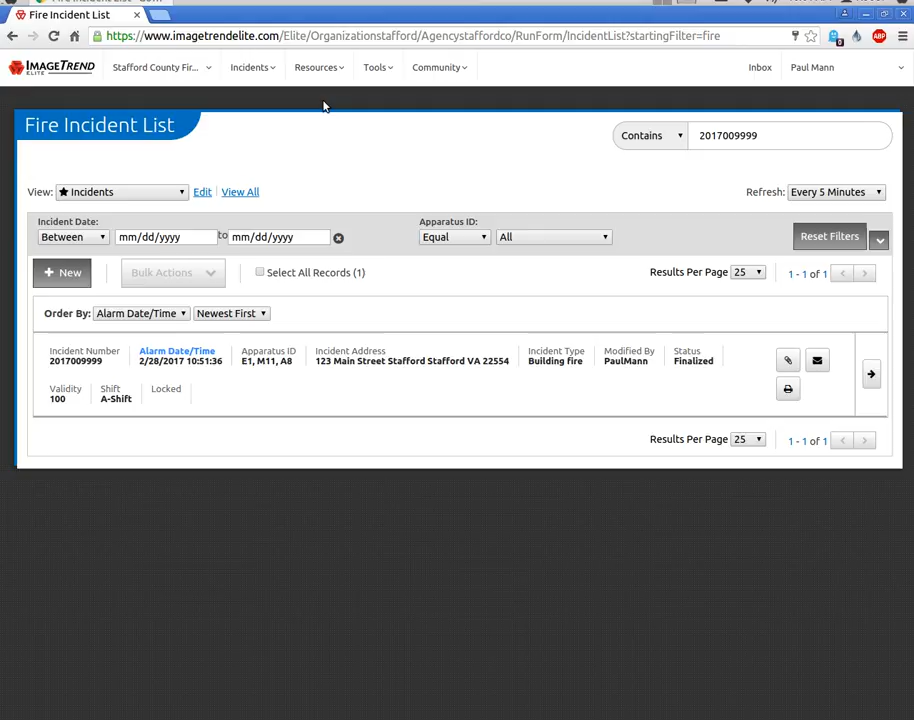 Fire Incident List
https://www.imagetrendelite.com/Elite/Organizationstafford/Agencystaffordco/RunForm/IncidentList?startingFilter=fire
ABP
IMAGETREND
ELITE
Stafford County Fir... Incidents Resources Tools Community Inbox Paul Mann
Fire Incident List
Contains 2017009999
View: Incidents Edit View All Refresh: Every 5 Minutes
Incident Date: Apparatus ID:
Between mm/dd/yyyy to mm/dd/yyyy Equal All Reset Filters
New Bulk Actions Select All Records (1) Results Per Page 25 1 - 1 of 1
Order By: Alarm Date/Time Newest First
Incident Number Alarm Date/Time Apparatus ID Incident Address Incident Type Modified By Status
2017009999 2/28/2017 10:51:36 E1, M11, A8 123 Main Street Stafford Stafford VA 22554 Building fire PaulMann Finalized
Validity Shift Locked
100 A-Shift
Results Per Page 25 1 - 1 of 1